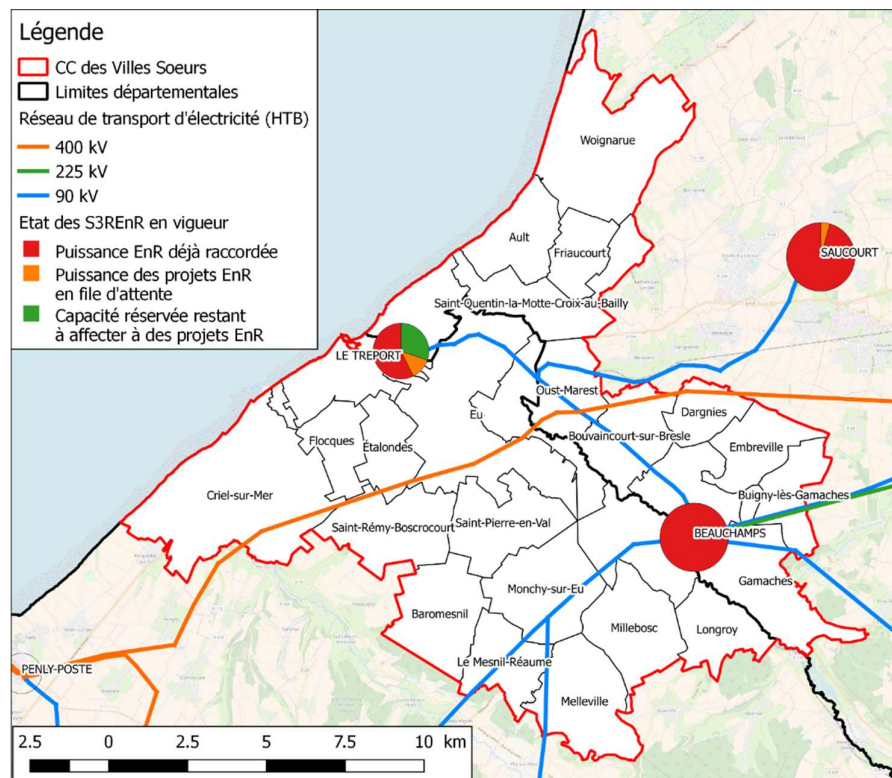 Légende
CC des Villes Soeurs
Limites départementales
Réseau de transport d'électricité (HTB)
400 kV
225 kV
90 kV
Etat des S3REnR en vigueur
Puissance EnR déjà raccordée
Puissance des projets EnR
en file d'attente
Capacité réservée restant
à affecter à des projets EnR
Woignarue
Ault
Friaucourt
SAUCOURT
Saint-Quentin-la-Motte-Croix-au-Bailly
LE TREPORT
Oust-Marest
Eu
Dargnies
Flocques
Étalondes
Bouvaincourt-sur-Bresle
Embreville
Criel-sur-Mer
Buigny-lès-Gamaches
Saint-Rémy-Boscrocourt
Saint-Pierre-en-Val
BEAUCHAMPS
Monchy-sur-Eu
Gamaches
Baromesnil
Millebosc
Longroy
Le Mesnil-Réaume
PENLY-POSTE
Melleville
2.5 0 2.5 5 7.5 10 km